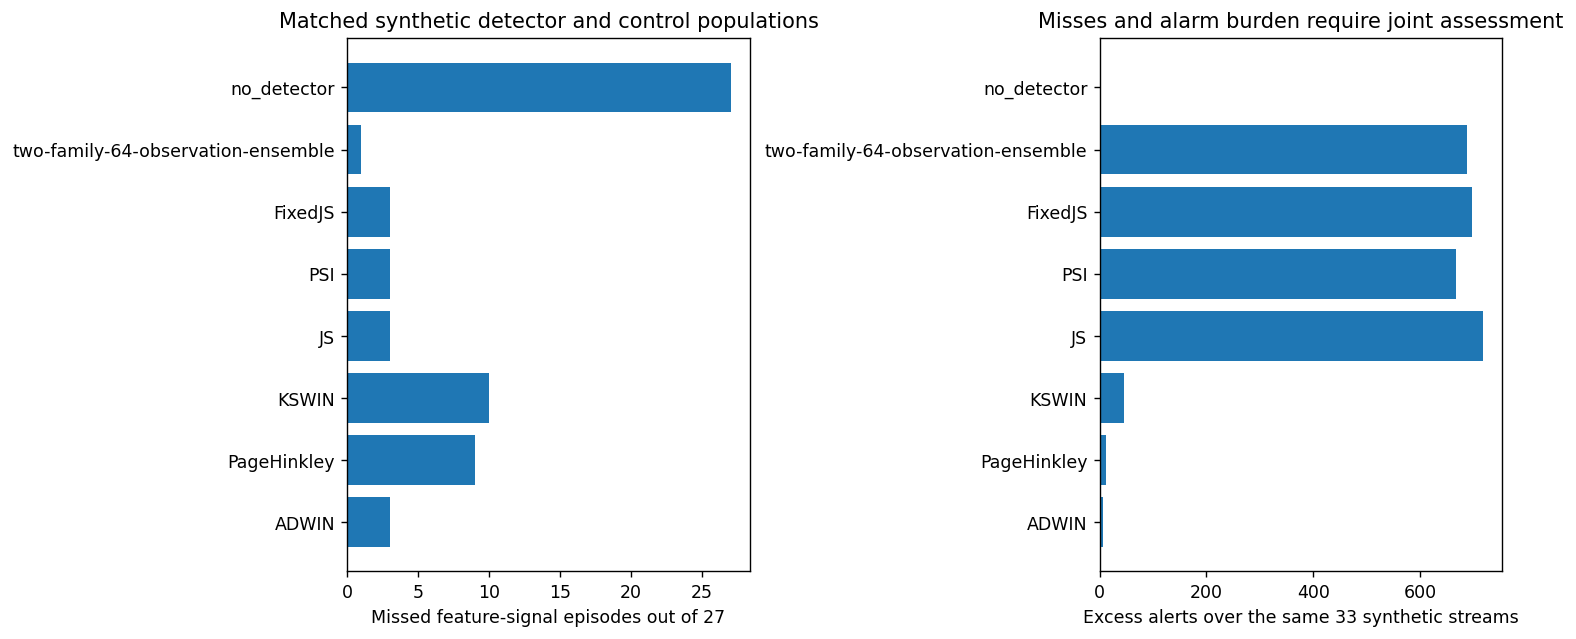 Matched synthetic detector and control populations
no_detector
two-family-64-observation-ensemble
FixedJS
PSI
JS
KSWIN
PageHinkley
ADWIN
0 5 10 15 20 25
Missed feature-signal episodes out of 27
Misses and alarm burden require joint assessment
no_detector
two-family-64-observation-ensemble
FixedJS
PSI
JS
KSWIN
PageHinkley
ADWIN
0 200 400 600
Excess alerts over the same 33 synthetic streams